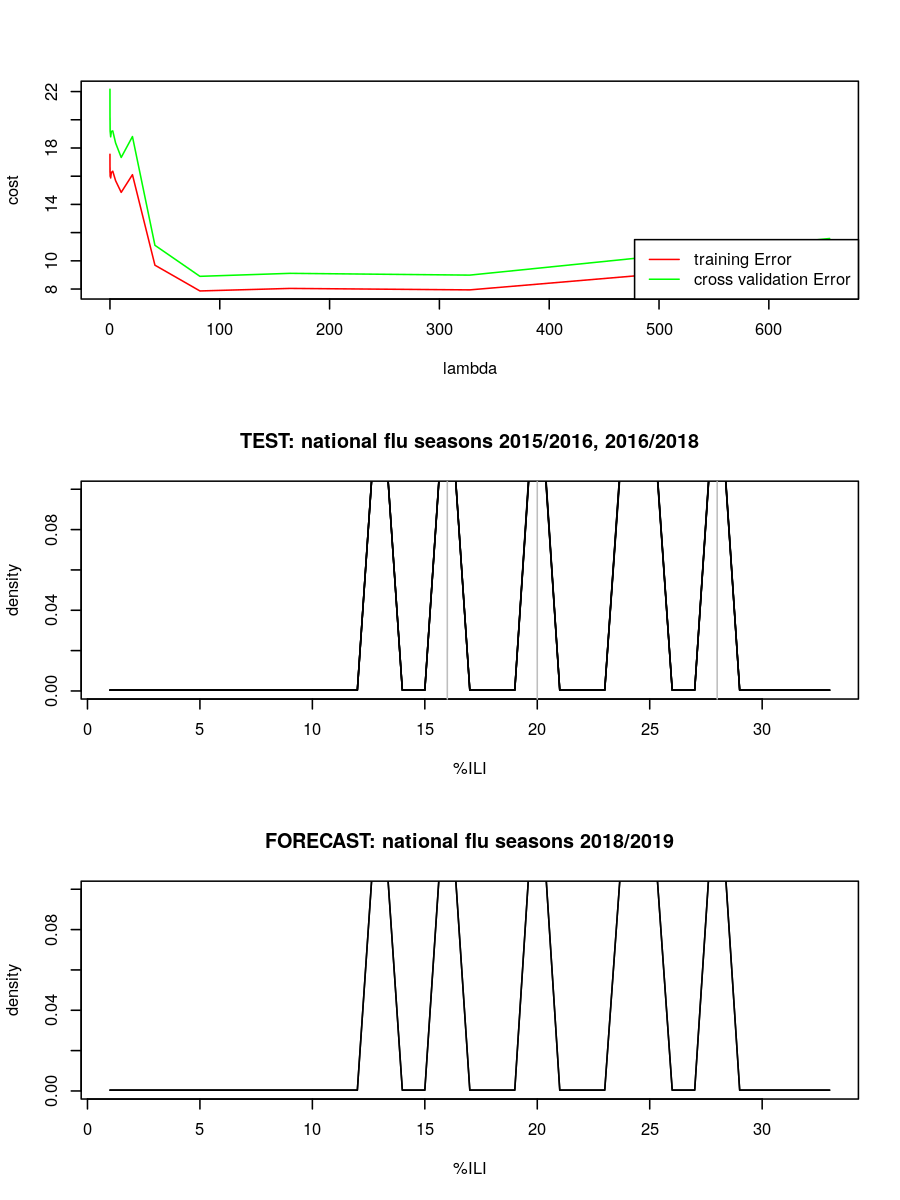 22
18
14
10
8
cost
training Error
cross validation Error
0 100 200 300 400 500 600
lambda
TEST: national flu seasons 2015/2016, 2016/2018
0.08
0.04
0.00
density
0 5 10 15 20 25 30
%ILI
FORECAST: national flu seasons 2018/2019
0.08
0.04
0.00
density
0 5 10 15 20 25 30
%ILI